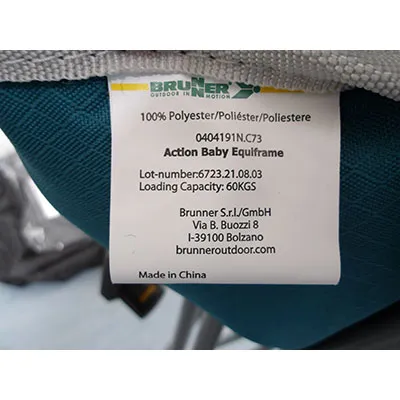 BRUNNER
OUTDOOR IN MOTION
100% Polyester/Poliéster/Poliestere
0404191N.C73
Action Baby Equiframe
Lot-number:6723.21.08.03
Loading Capacity: 60KGS
Brunner S.r.l./GmbH
Via B. Buozzi 8
I-39100 Bolzano
brunneroutdoor.com
Made in China